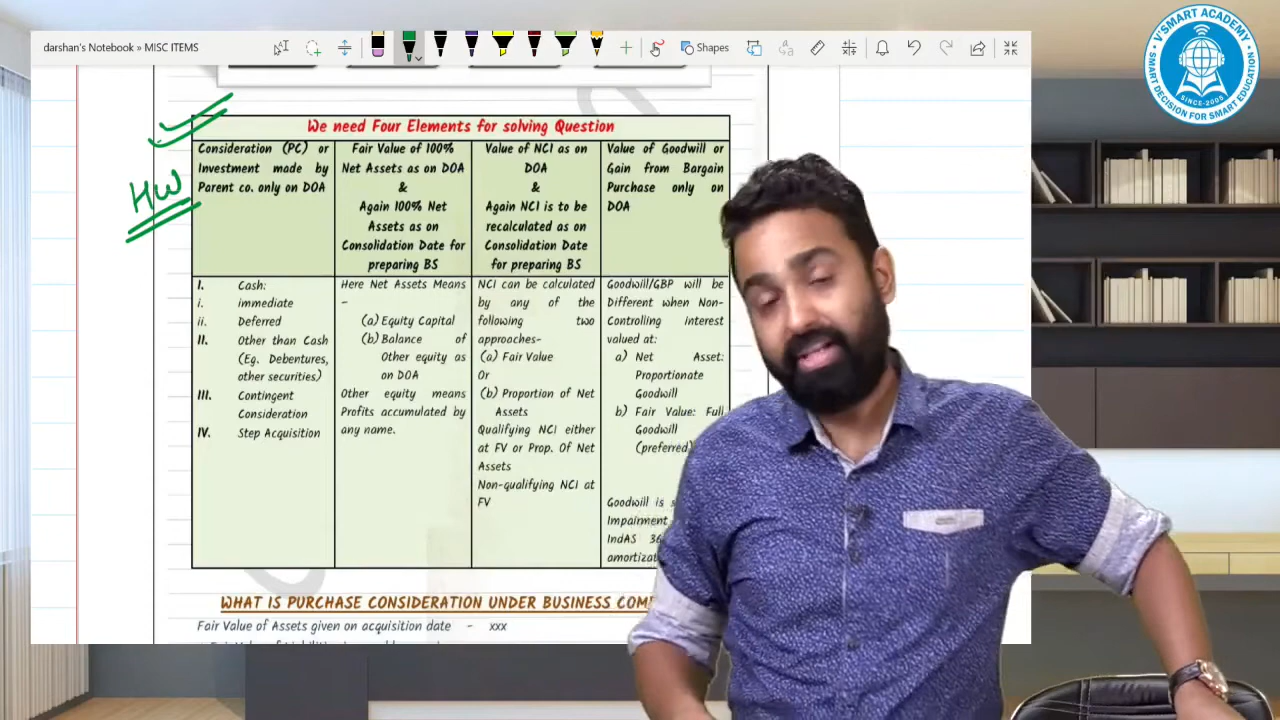 darshan's Notebook » MISC ITEMS
Shapes
V'SMART ACADEMY
SINCE-2005
SMART DECISION FOR SMART EDUCATION
HW
We need Four Elements for solving Question
Consideration (PC) or
Investment made by
Parent co. only on DOA
Fair Value of 100%
Net Assets as on DOA
&
Again 100% Net
Assets as on
Consolidation Date for
preparing BS
Value of NCI as on
DOA
&
Again NCI is to be
recalculated as on
Consolidation Date
for preparing BS
Value of Goodwill or
Gain from Bargain
Purchase only on
DOA
I. Cash:
i. immediate
ii. Deferred
II. Other than Cash
(Eg. Debentures,
other securities.)
III. Contingent
Consideration
IV. Step Acquisition
Here Net Assets Means
-
(a) Equity Capital
(b) Balance of
Other equity as
on DOA
Other equity means
Profits accumulated by
any name.
NCI can be calculated
by any of the
following two
approaches-
(a) Fair Value
Or
(b) Proportion of Net
Assets
Qualifying NCI either
at FV or Prop. Of Net
Assets
Non-qualifying NCI at
FV
Goodwill/GBP will be
Different when Non-
Controlling interest
valued at:
a) Net Asset:
Proportionate
Goodwill
b) Fair Value: Full
Goodwill
(preferred)
Goodwill is
Impairment
IndAS 36
WHAT IS PURCHASE CONSIDERATION UNDER BUSINESS
Fair Value of Assets given on acquisition date - xxx